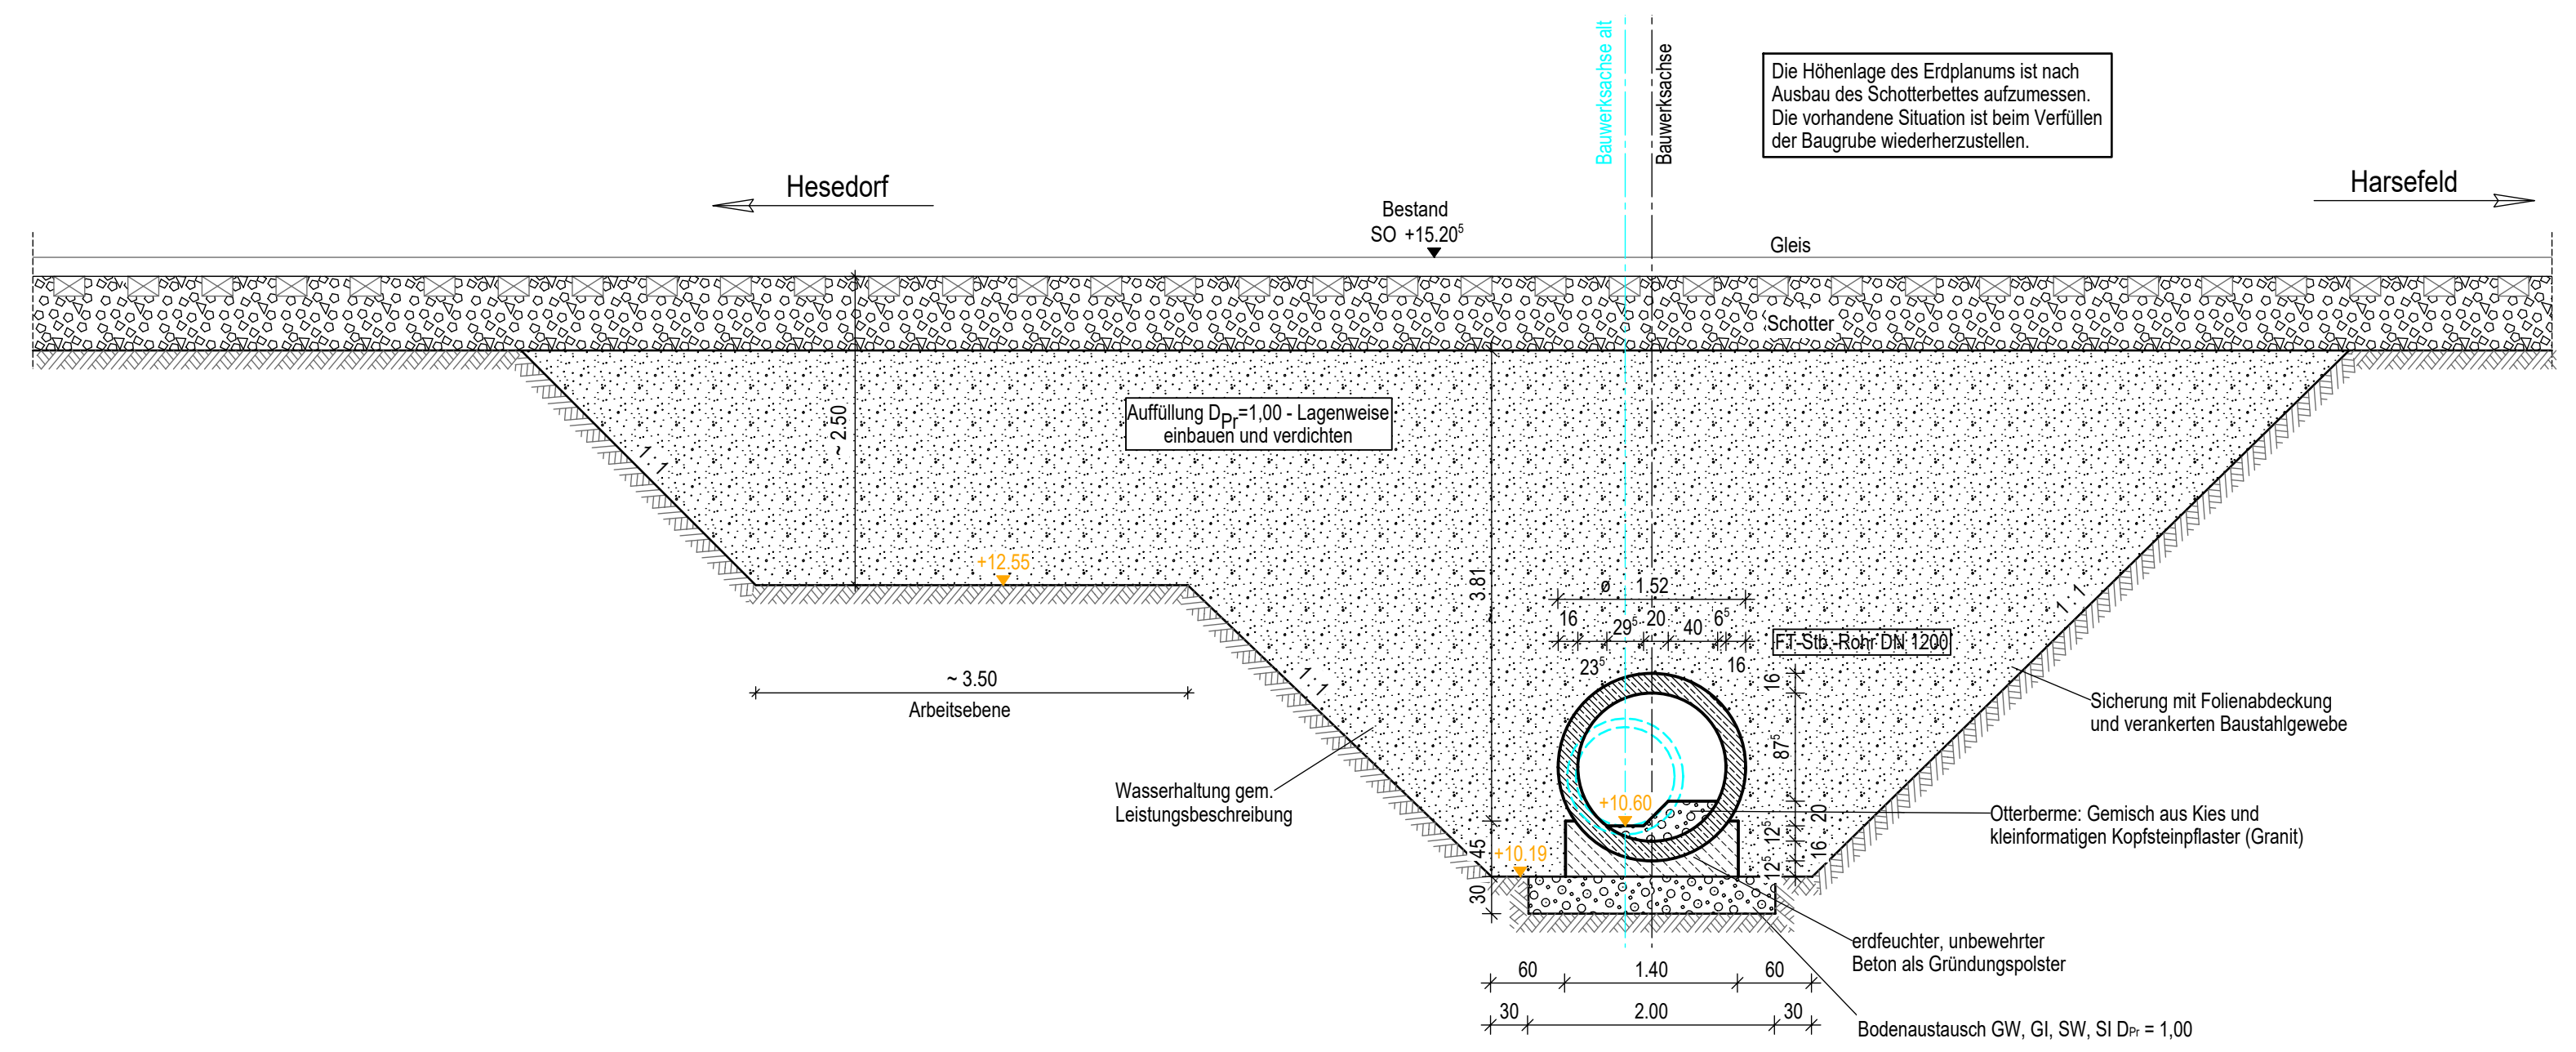 Bauwerksachse alt
Bauwerksachse
Die Höhenlage des Erdplanums ist nach
Ausbau des Schotterbettes aufzumessen.
Die vorhandene Situation ist beim Verfüllen
der Baugrube wiederherzustellen.
Hesedorf
Harsefeld
Bestand
SO +15.20⁵
Gleis
Schotter
Auffüllung DPr=1,00 - Lagenweise
einbauen und verdichten
~ 2.50
1:1
+12.55
~ 3.81
ø 1.52
1:1
16
29⁵
20
40
6⁵
23⁵
16
FT-Stb.-Rohr DN 1200
~ 3.50
Arbeitsebene
1:1
16
87⁵
Sicherung mit Folienabdeckung
und verankerten Baustahlgewebe
Wasserhaltung gem.
Leistungsbeschreibung
+10.60
20
12⁵
16
12⁵
Otterberme: Gemisch aus Kies und
kleinformatigen Kopfsteinpflaster (Granit)
45
+10.19
30
erdfeuchter, unbewehrter
Beton als Gründungspolster
60
1.40
60
30
2.00
30
Bodenaustausch GW, GI, SW, SI DPr = 1,00